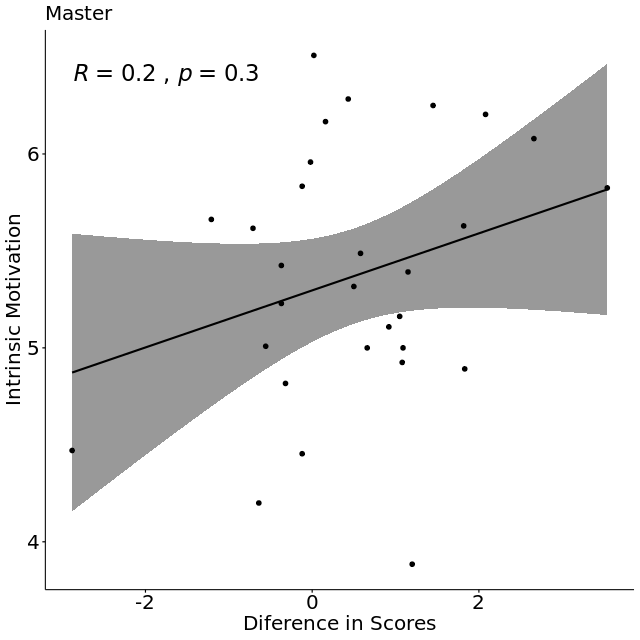 Master
R = 0.2 , p = 0.3
6
5
4
Intrinsic Motivation
-2 0 2
Diference in Scores